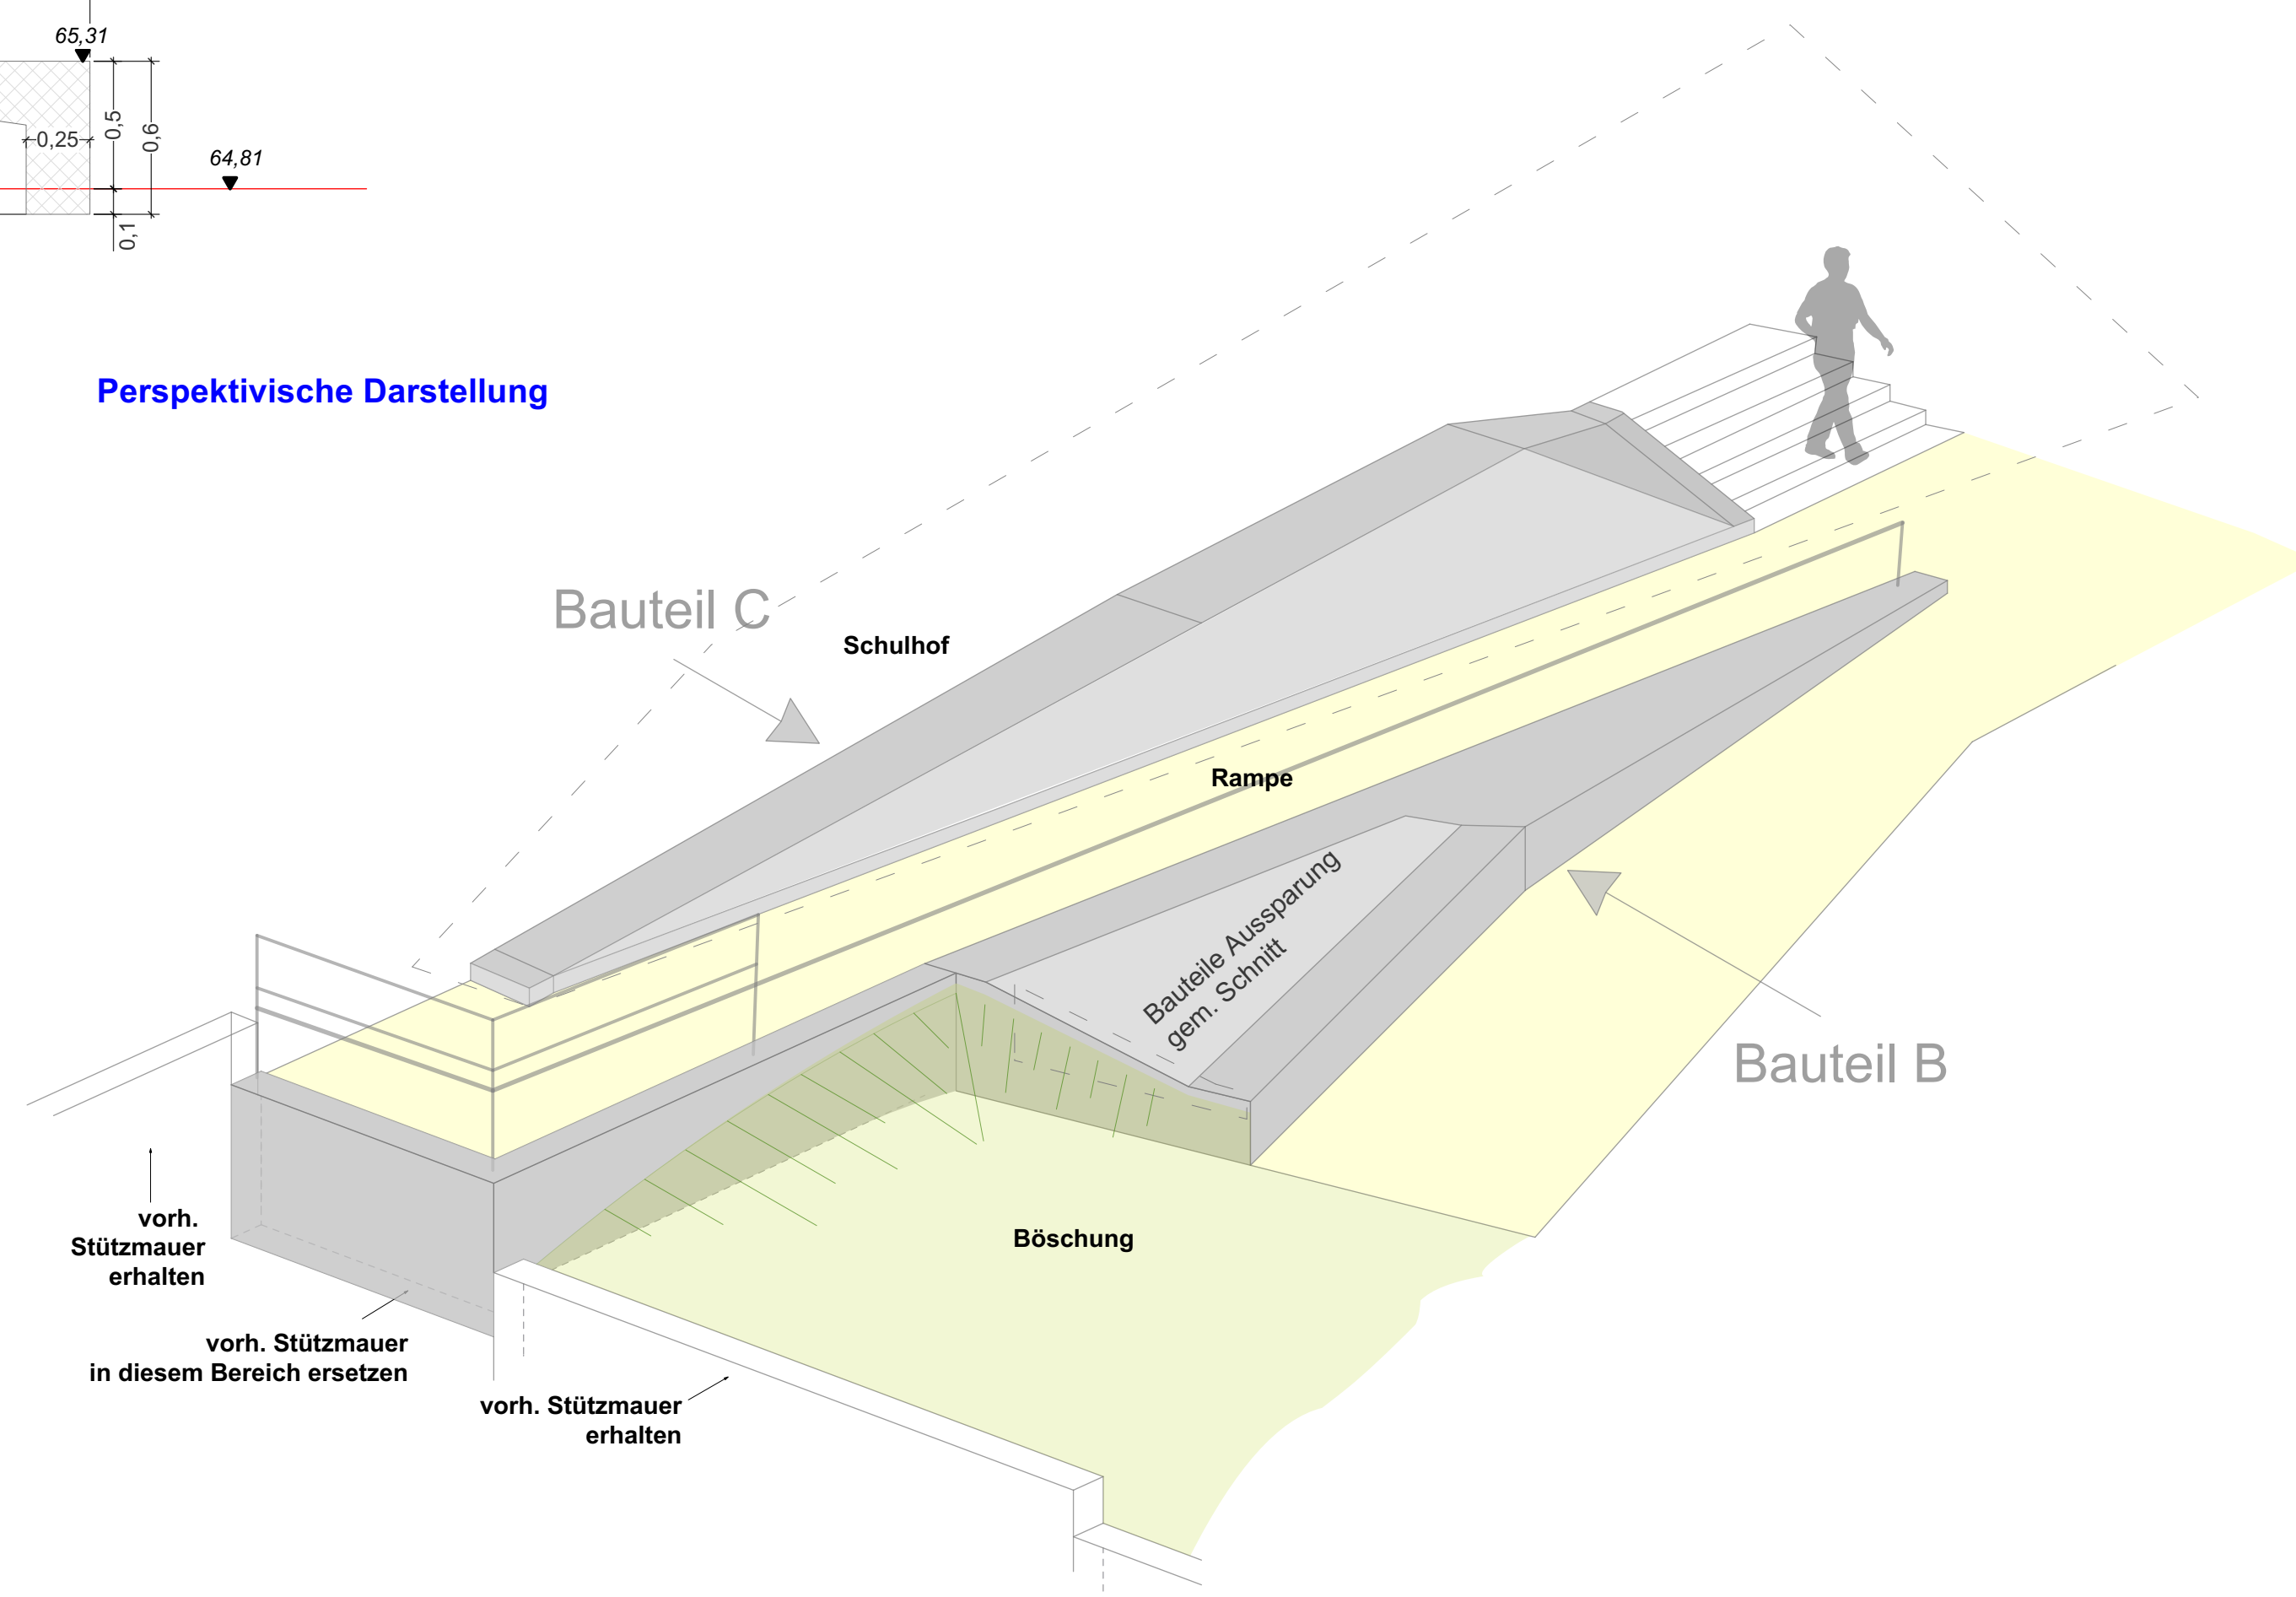 65,31
0,5
0,6
0,25
64,81
0,1
Perspektivische Darstellung
Bauteil C
Schulhof
Rampe
Bauteile Aussparung
gem. Schnitt
Bauteil B
vorh.
Stützmauer
erhalten
Böschung
vorh. Stützmauer
in diesem Bereich ersetzen
vorh. Stützmauer
erhalten